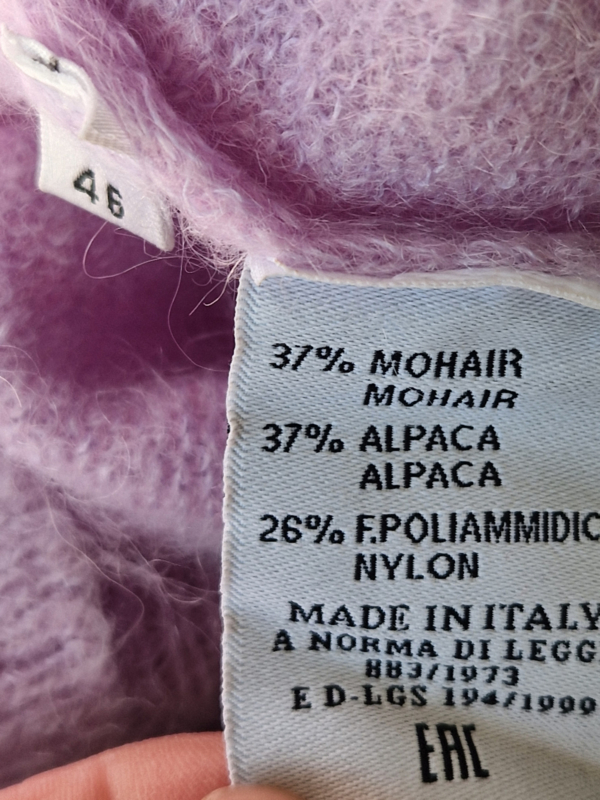 46
37% MOHAIR
MOHAIR
37% ALPACA
ALPACA
26% F.POLIAMMIDIC
NYLON
MADE IN ITALY
A NORMA DI LEGG
883/1973
E D-LGS 194/1999
EAC